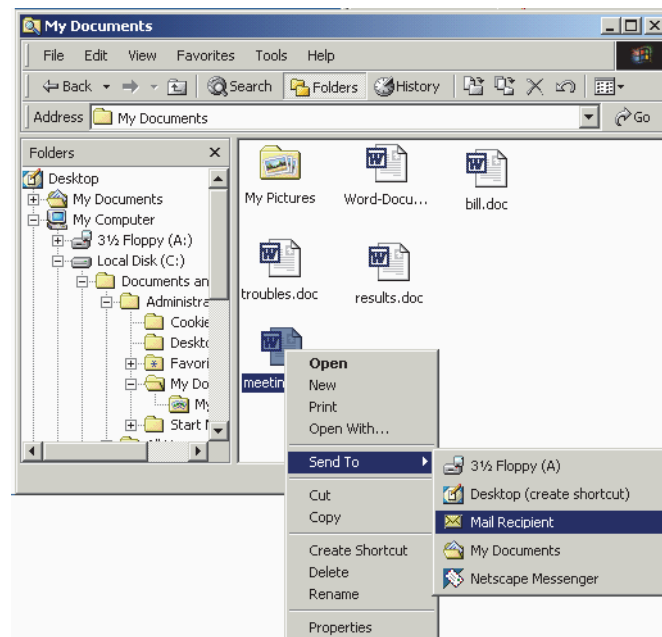 My Documents
File Edit View Favorites Tools Help
Back Search Folders History
Address My Documents Go
Folders
Desktop
My Documents
My Computer
3½ Floppy (A:)
Local Disk (C:)
Documents an
Administra
Cookie
Deskto
Favori
My Do
My
Start
My Pictures
Word-Docu...
bill.doc
troubles.doc
results.doc
meetin
Open
New
Print
Open With...
Send To
Cut
Copy
Create Shortcut
Delete
Rename
Properties
3½ Floppy (A)
Desktop (create shortcut)
Mail Recipient
My Documents
Netscape Messenger